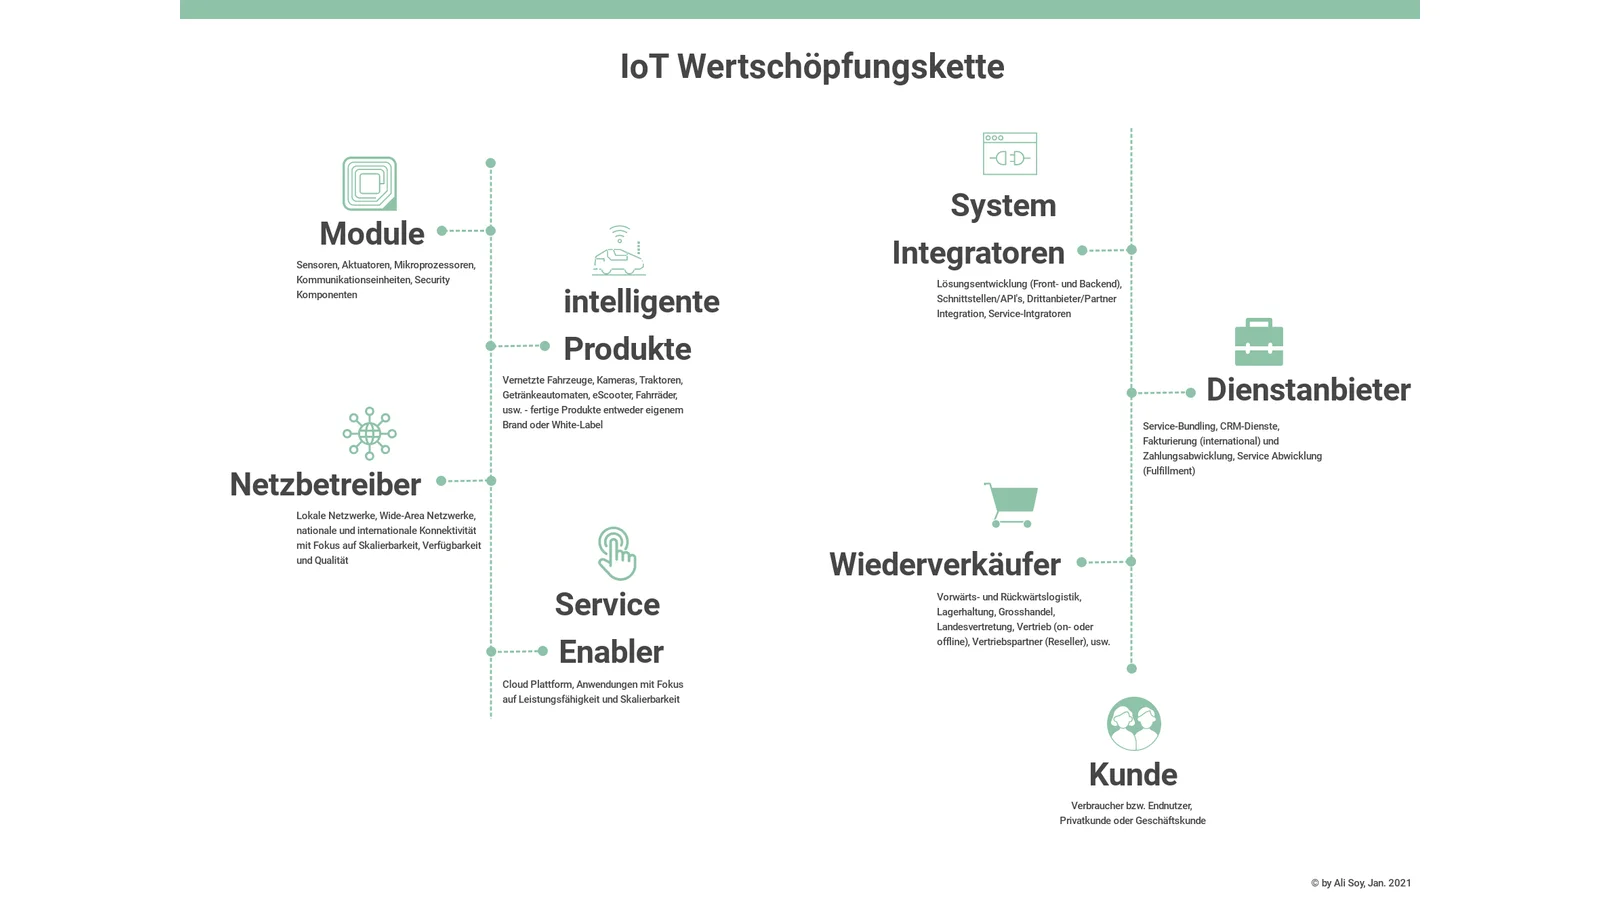 IoT Wertschöpfungskette
Module
Sensoren, Aktuatoren, Mikroprozessoren,
Kommunikationseinheiten, Security
Komponenten
intelligente
Produkte
Vernetzte Fahrzeuge, Kameras, Traktoren,
Getränkeautomaten, eScooter, Fahrräder,
usw. - fertige Produkte entweder eigenem
Brand oder White-Label
Netzbetreiber
Lokale Netzwerke, Wide-Area Netzwerke,
nationale und internationale Konnektivität
mit Fokus auf Skalierbarkeit, Verfügbarkeit
und Qualität
Service
Enabler
Cloud Plattform, Anwendungen mit Fokus
auf Leistungsfähigkeit und Skalierbarkeit
System
Integratoren
Lösungsentwicklung (Front- und Backend),
Schnittstellen/API's, Drittanbieter/Partner
Integration, Service-Intgratoren
Dienstanbieter
Service-Bundling, CRM-Dienste,
Fakturierung (international) und
Zahlungsabwicklung, Service Abwicklung
(Fulfillment)
Wiederverkäufer
Vorwärts- und Rückwärtslogistik,
Lagerhaltung, Grosshandel,
Landesvertretung, Vertrieb (on- oder
offline), Vertriebspartner (Reseller), usw.
Kunde
Verbraucher bzw. Endnutzer,
Privatkunde oder Geschäftskunde
© by Ali Soy, Jan. 2021